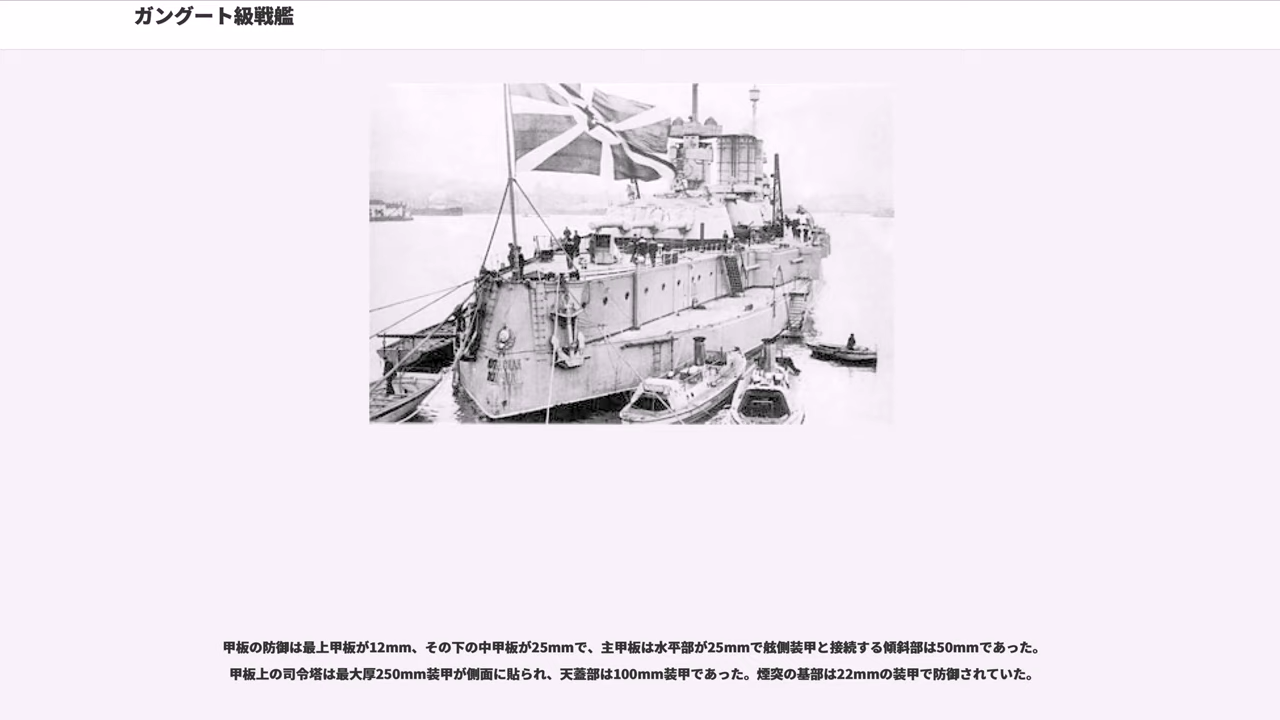 ガングート級戦艦
甲板の防御は最上甲板が12mm、その下の中甲板が25mmで、主甲板は水平部が25mmで舷側装甲と接続する傾斜部は50mmであった。
甲板上の司令塔は最大厚250mm装甲が側面に貼られ、天蓋部は100mm装甲であった。煙突の基部は22mmの装甲で防御されていた。